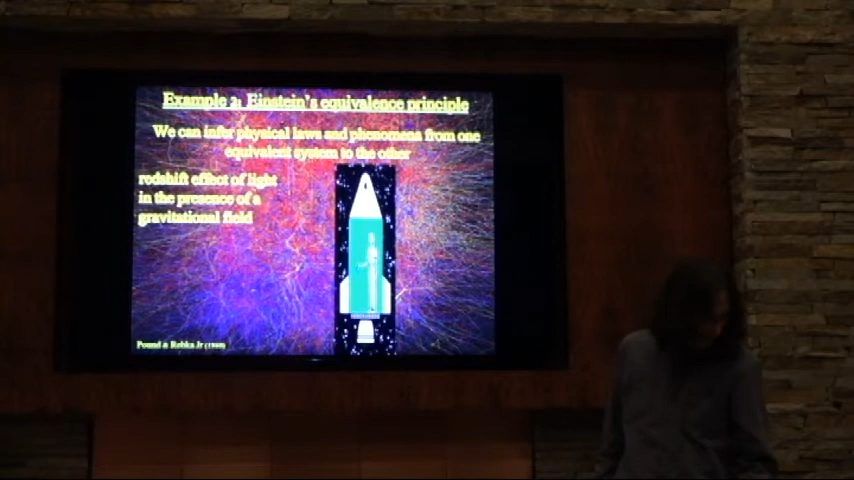 Example 2: Einstein's equivalence principle
We can infer physical laws and phenomena from one
equivalent system to the other
redshift effect of light
in the presence of a
gravitational field
Pound & Rebka Jr (1960)